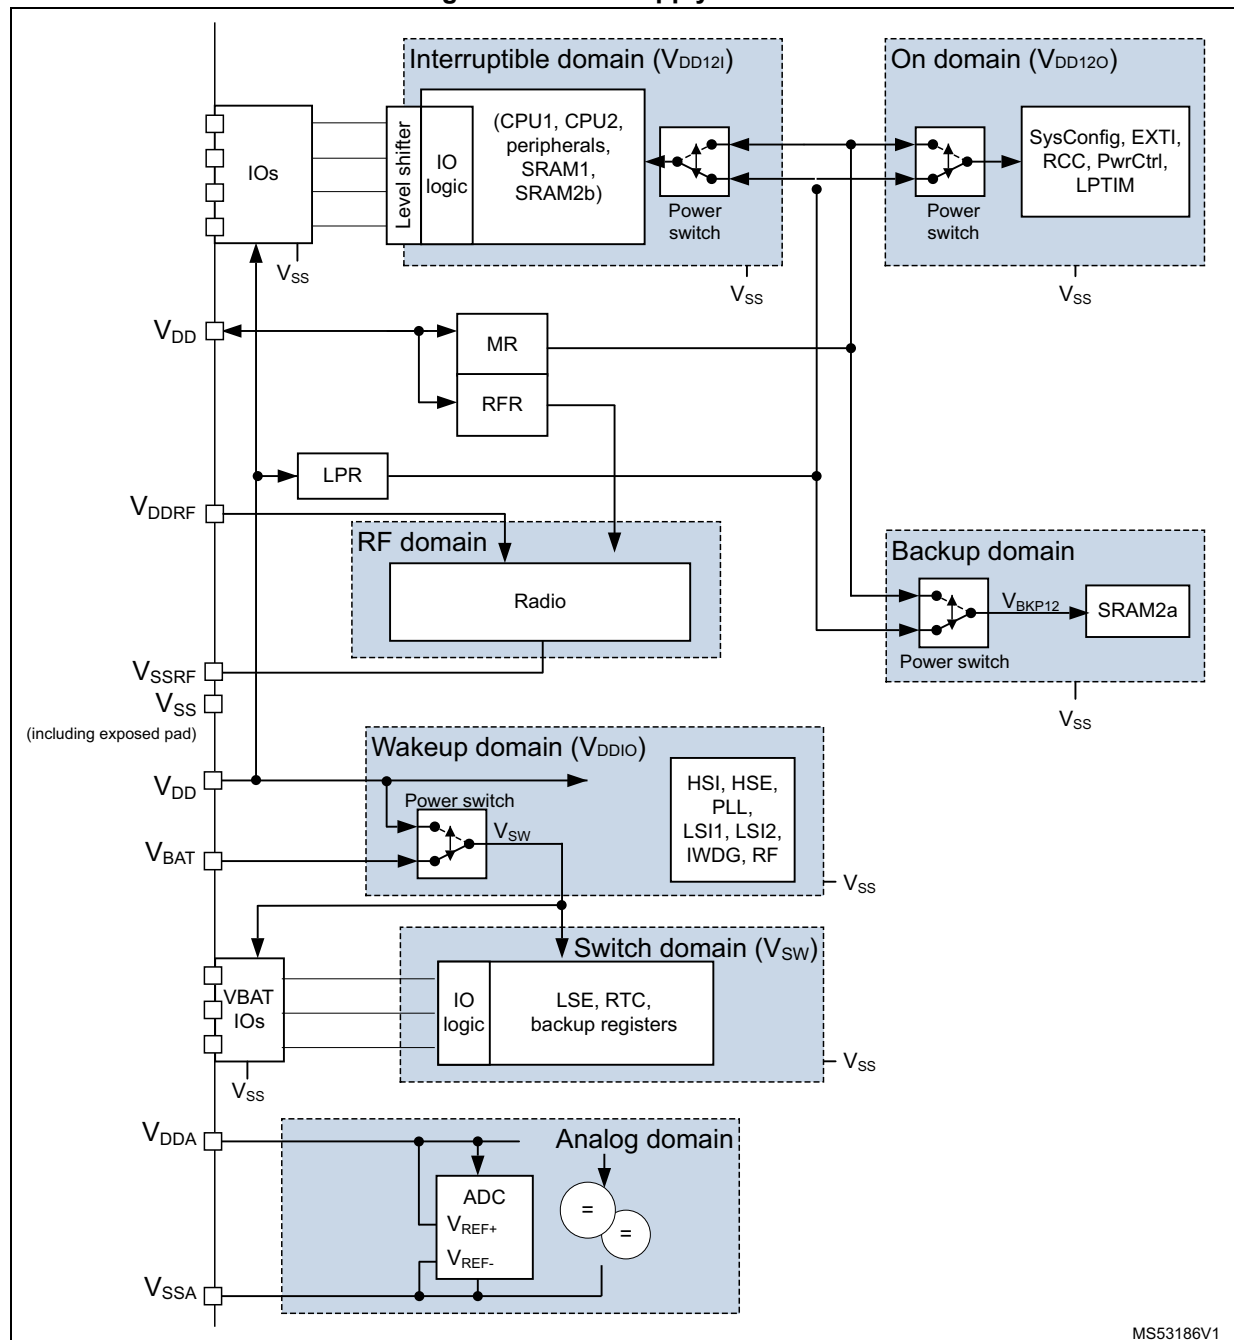 Interruptible domain (VDD12I)
On domain (VDD12O)
IOs
Level shifter
IO
logic
(CPU1, CPU2,
peripherals,
SRAM1,
SRAM2b)
Power
switch
Power
switch
SysConfig, EXTI,
RCC, PwrCtrl,
LPTIM
VSS
VSS
VSS
VDD
MR
RFR
LPR
VDDRF
RF domain
Radio
Backup domain
VBKP12
SRAM2a
Power switch
VSS
VSSRF
VSS
(including exposed pad)
Wakeup domain (VDDIO)
VDD
Power switch
VSW
HSI, HSE,
PLL,
LSI1, LSI2,
IWDG, RF
VBAT
VSS
Switch domain (VSW)
VBAT
IOs
IO
logic
LSE, RTC,
backup registers
VSS
VSS
VDDA
Analog domain
ADC
VREF+
VREF-
=
=
VSSA
MS53186V1